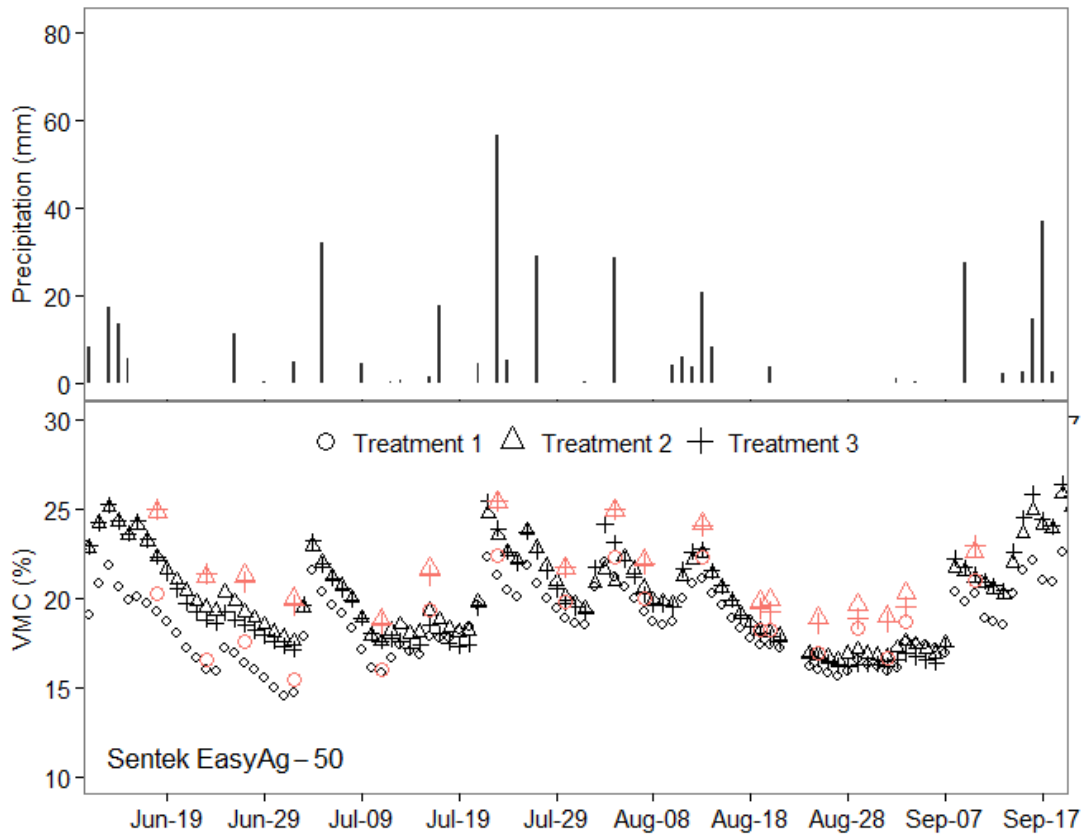 80
60
40
20
0
Precipitation (mm)
30
25
20
15
10
VMC (%)
Treatment 1 Treatment 2 Treatment 3
Sentek EasyAg – 50
Jun-19 Jun-29 Jul-09 Jul-19 Jul-29 Aug-08 Aug-18 Aug-28 Sep-07 Sep-17